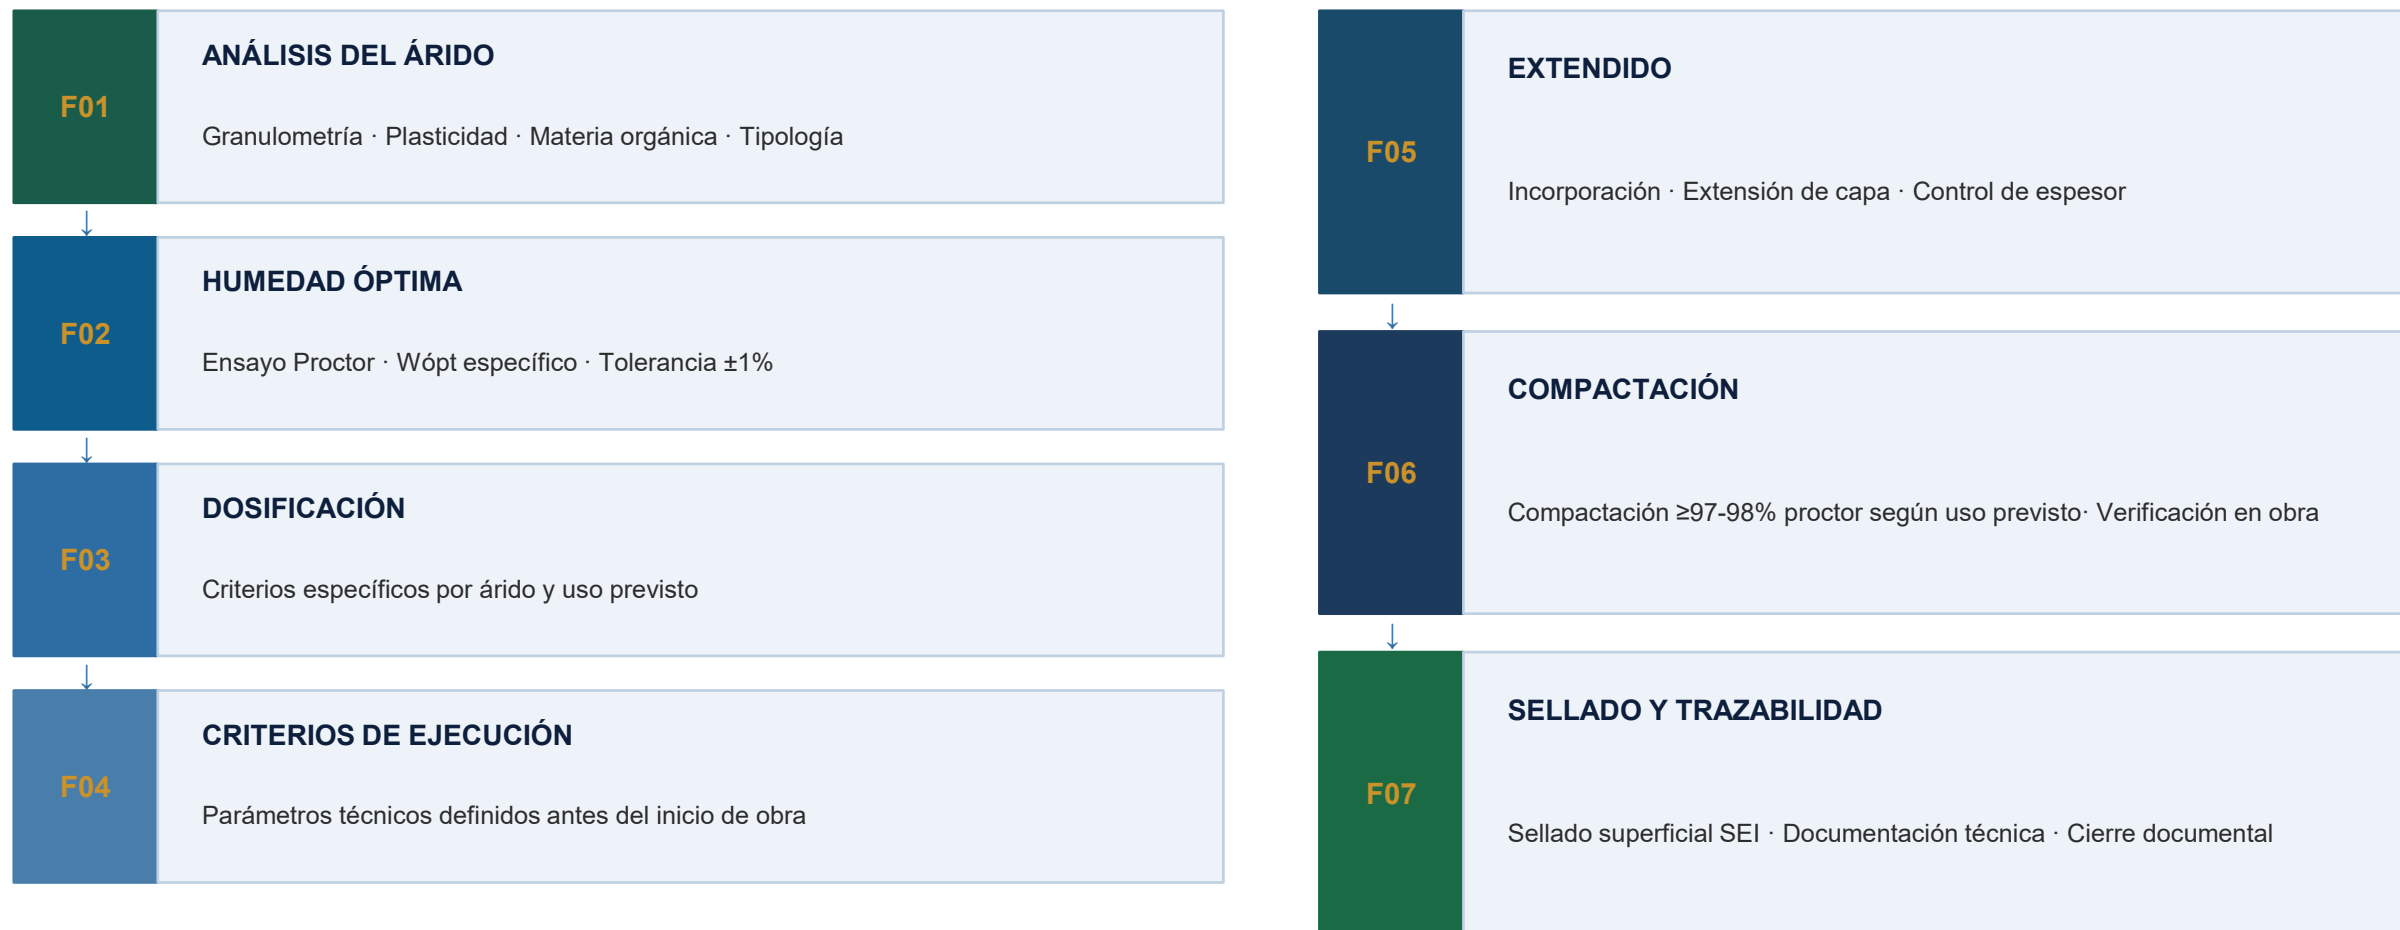 F01
ANÁLISIS DEL ÁRIDO
Granulometría · Plasticidad · Materia orgánica · Tipología
↓
F02
HUMEDAD ÓPTIMA
Ensayo Proctor · Wópt específico · Tolerancia ±1%
↓
F03
DOSIFICACIÓN
Criterios específicos por árido y uso previsto
↓
F04
CRITERIOS DE EJECUCIÓN
Parámetros técnicos definidos antes del inicio de obra
F05
EXTENDIDO
Incorporación · Extensión de capa · Control de espesor
↓
F06
COMPACTACIÓN
Compactación ≥97-98% proctor según uso previsto· Verificación en obra
↓
F07
SELLADO Y TRAZABILIDAD
Sellado superficial SEI · Documentación técnica · Cierre documental